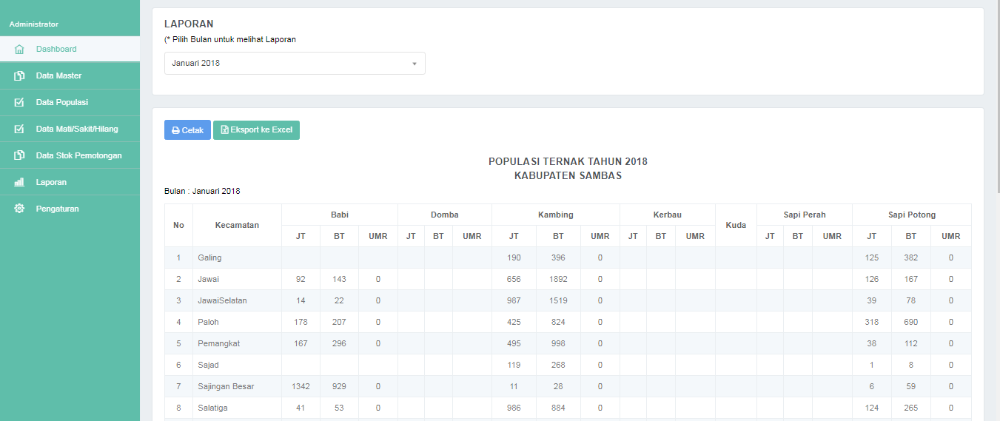 Administrator
Dashboard
Data Master
Data Populasi
Data Mati/Sakit/Hilang
Data Stok Pemotongan
Laporan
Pengaturan
LAPORAN
(* Pilih Bulan untuk melihat Laporan
Januari 2018
Cetak Eksport ke Excel
POPULASI TERNAK TAHUN 2018
KABUPATEN SAMBAS
Bulan : Januari 2018
No Kecamatan Babi Domba Kambing Kerbau Kuda Sapi Perah Sapi Potong
JT BT UMR JT BT UMR JT BT UMR JT BT UMR JT BT UMR JT BT UMR
1 Galing 190 396 0 125 382 0
2 Jawai 92 143 0 656 1892 0 126 167 0
3 JawaiSelatan 14 22 0 987 1519 0 39 78 0
4 Paloh 178 207 0 425 824 0 318 690 0
5 Pemangkat 167 296 0 495 998 0 38 112 0
6 Sajad 119 268 0 1 8 0
7 Sajingan Besar 1342 929 0 11 28 0 6 59 0
8 Salatiga 41 53 0 986 884 0 124 265 0